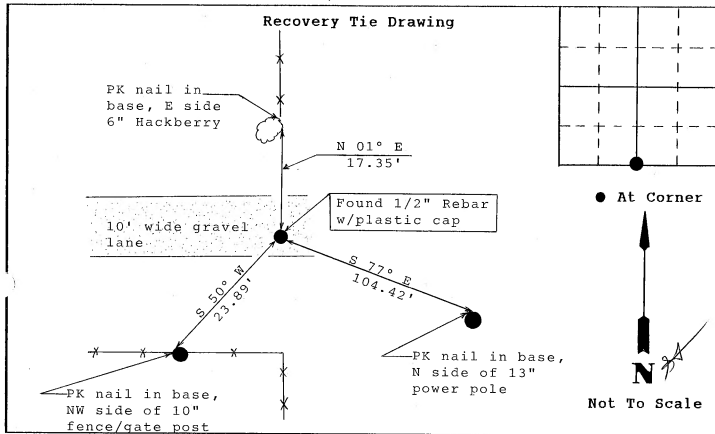 Recovery Tie Drawing
PK nail in
base, E side
6" Hackberry
N 01° E
17.35'
Found 1/2" Rebar
w/plastic cap
10' wide gravel
lane
S 50° W
23.89'
S 77° E
104.42'
PK nail in base,
NW side of 10"
fence/gate post
PK nail in base,
N side of 13"
power pole
At Corner
N
Not To Scale